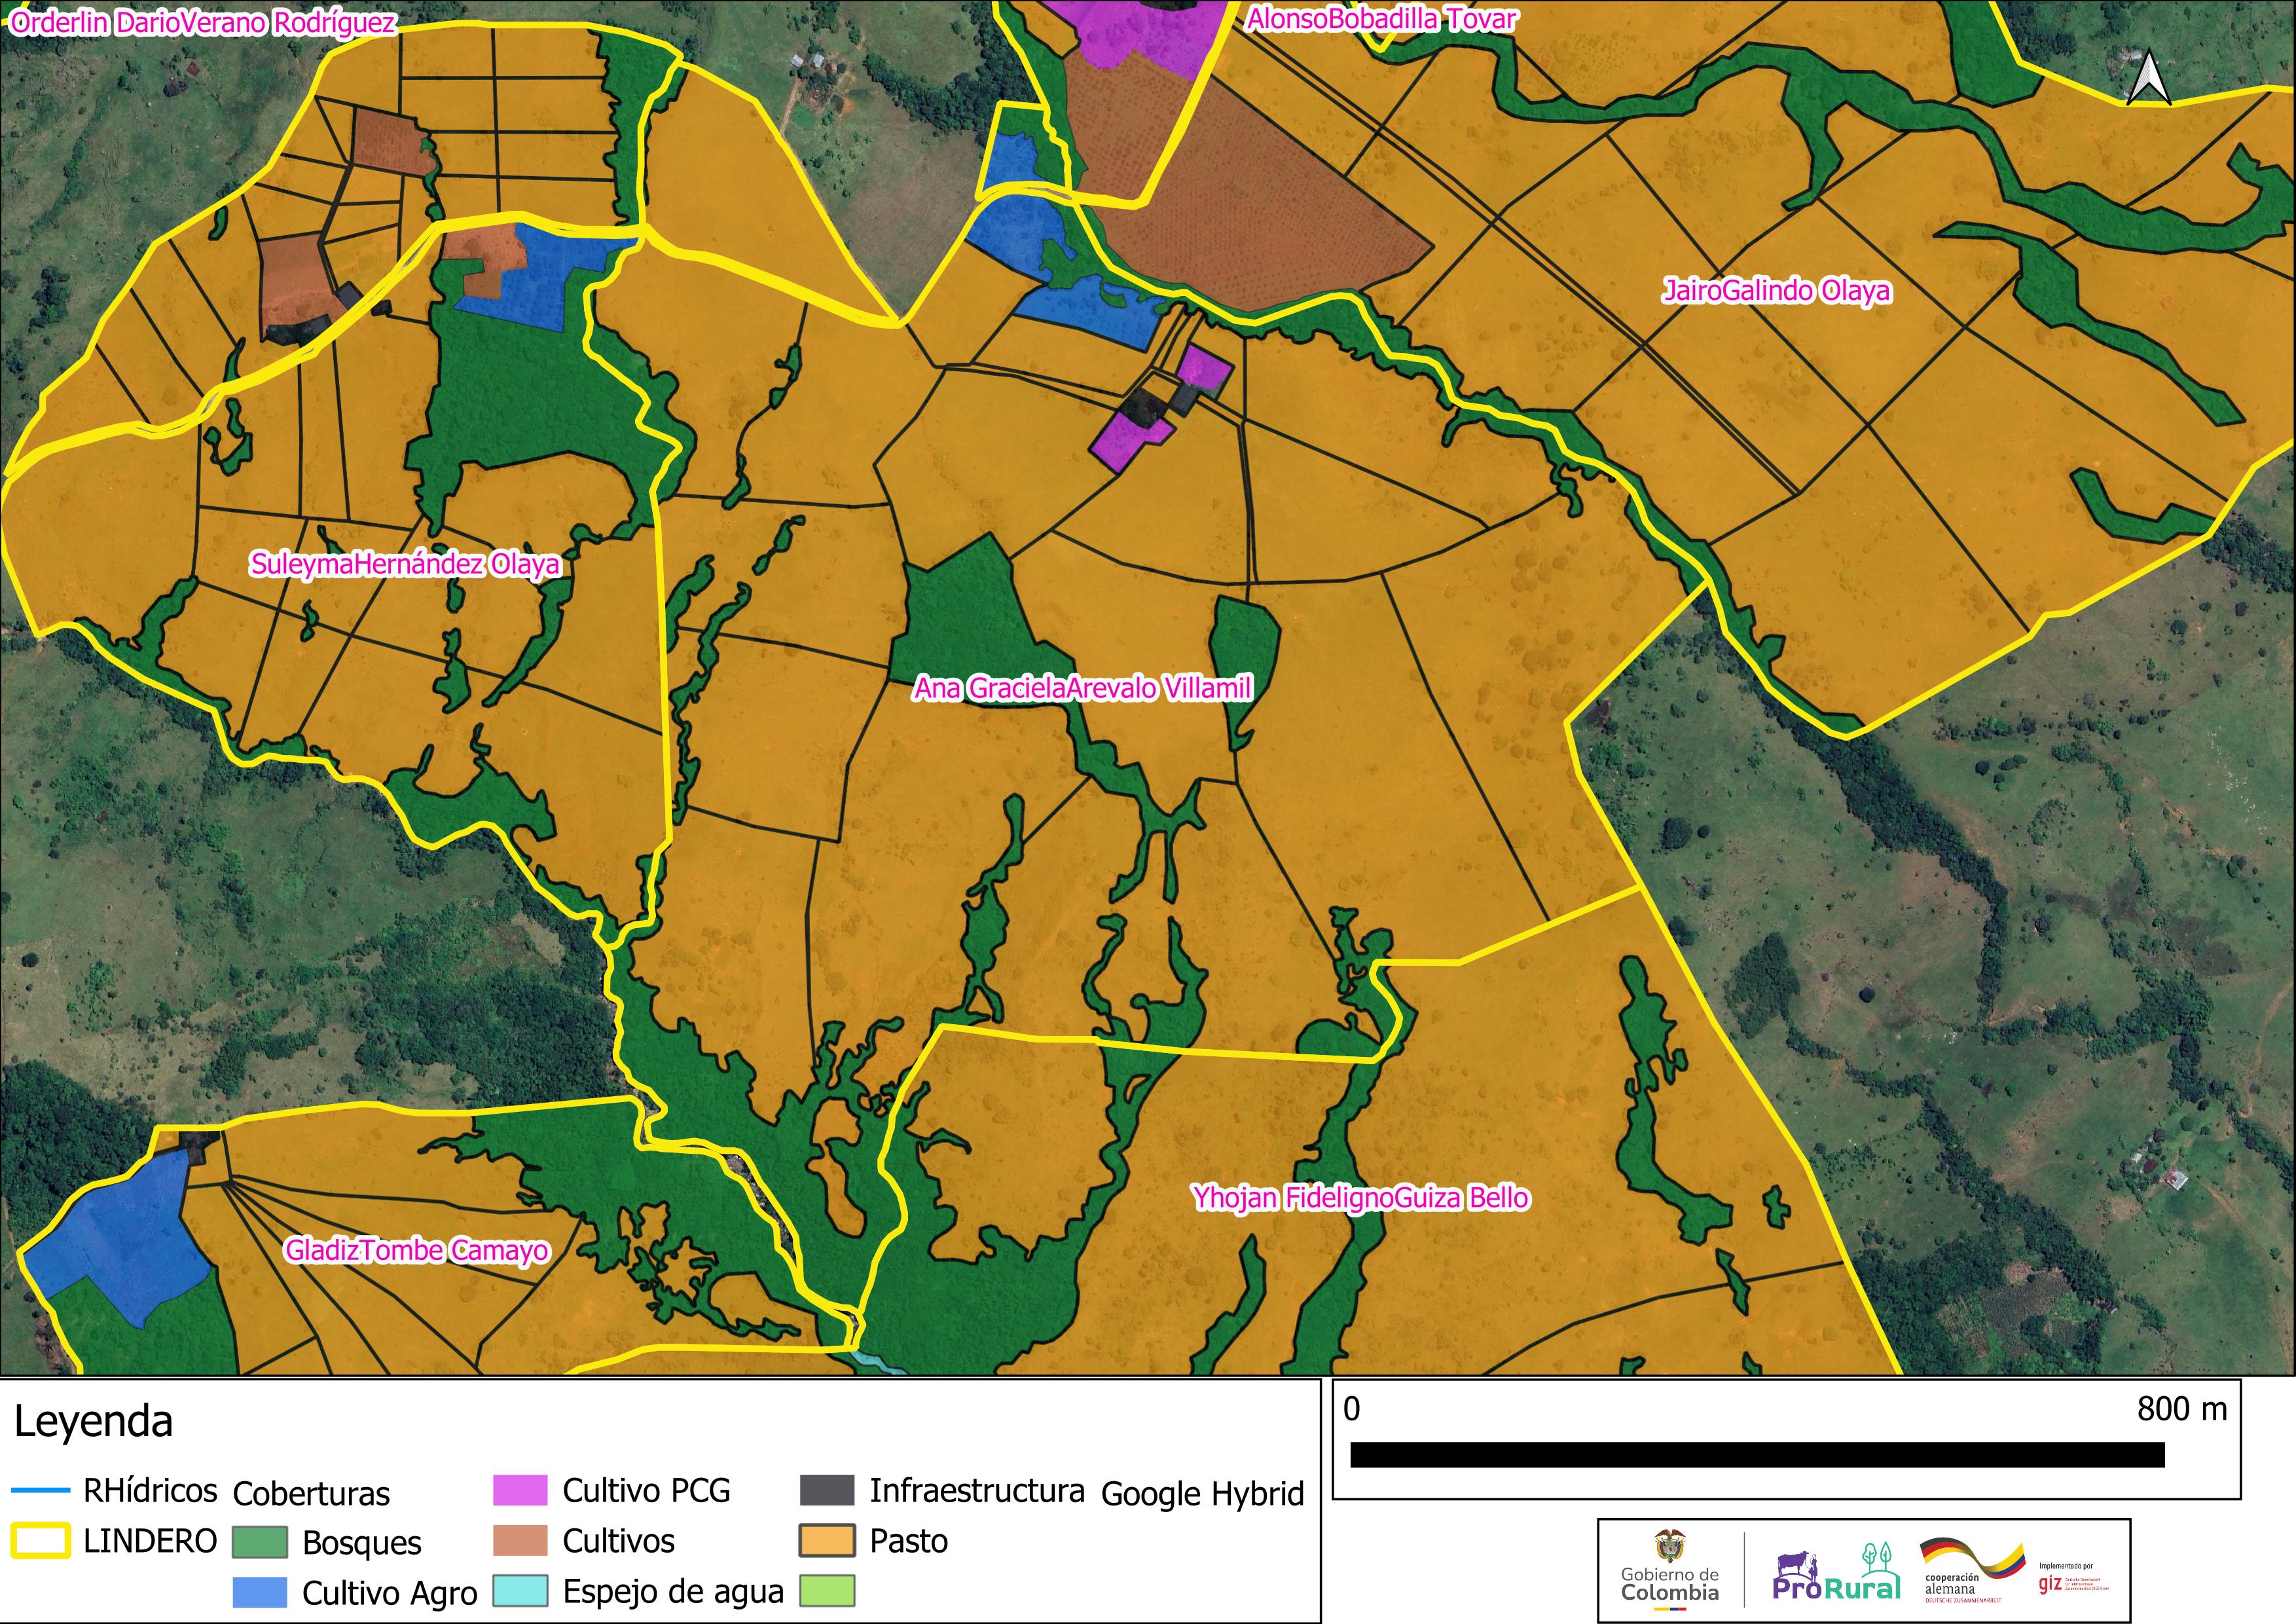 Orderlin DarioVerano Rodríguez
AlonsoBobadilla Tovar
JairoGalindo Olaya
SuleymaHernández Olaya
Ana GracielaArevalo Villamil
Yhojan FidelignoGuiza Bello
GladizTombe Camayo
Leyenda
RHídricos
LINDERO
Coberturas
Bosques
Cultivo Agro
Cultivo PCG
Cultivos
Espejo de agua
Infraestructura
Pasto
Google Hybrid
0 800 m
Gobierno de
Colombia
ProRural
cooperación
alemana
DEUTSCHE ZUSAMMENARBEIT
Implementado por
giz